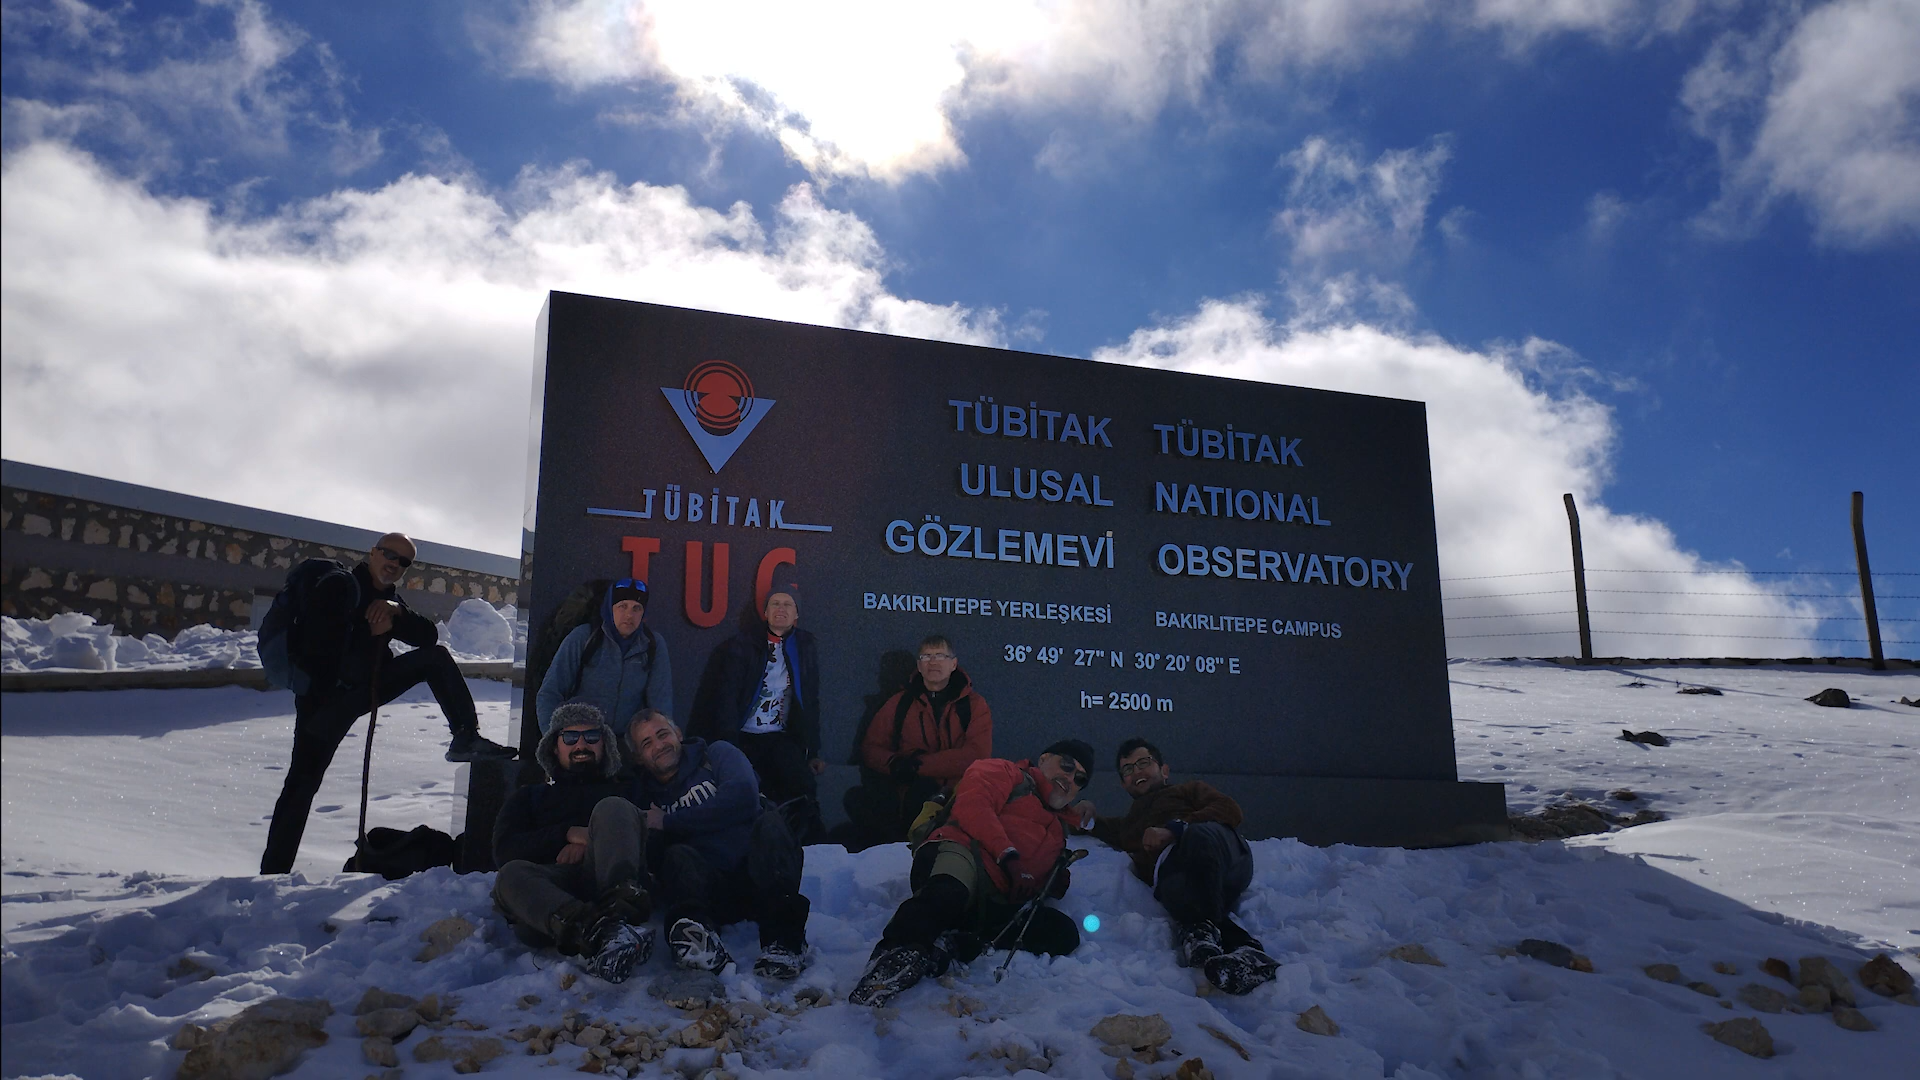 TÜBİTAK
TUG
TÜBİTAK
ULUSAL
GÖZLEMEVİ
TÜBİTAK
NATIONAL
OBSERVATORY
BAKIRLITEPE YERLEŞKESİ
BAKIRLITEPE CAMPUS
36° 49' 27" N 30° 20' 08" E
h= 2500 m